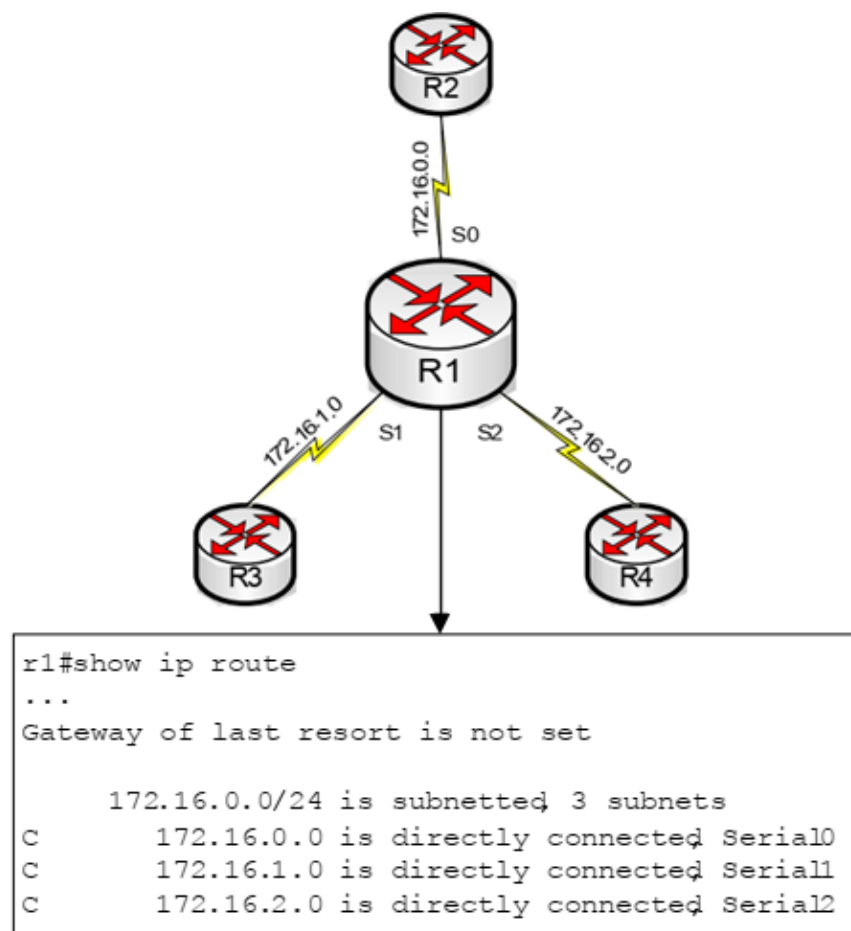 R2
172.16.0.0
S0
R1
172.16.1.0
S1
S2
172.16.2.0
R3
R4
r1#show ip route
...
Gateway of last resort is not set
172.16.0.0/24 is subnetted, 3 subnets
C 172.16.0.0 is directly connected, Serial0
C 172.16.1.0 is directly connected, Serial1
C 172.16.2.0 is directly connected, Serial2